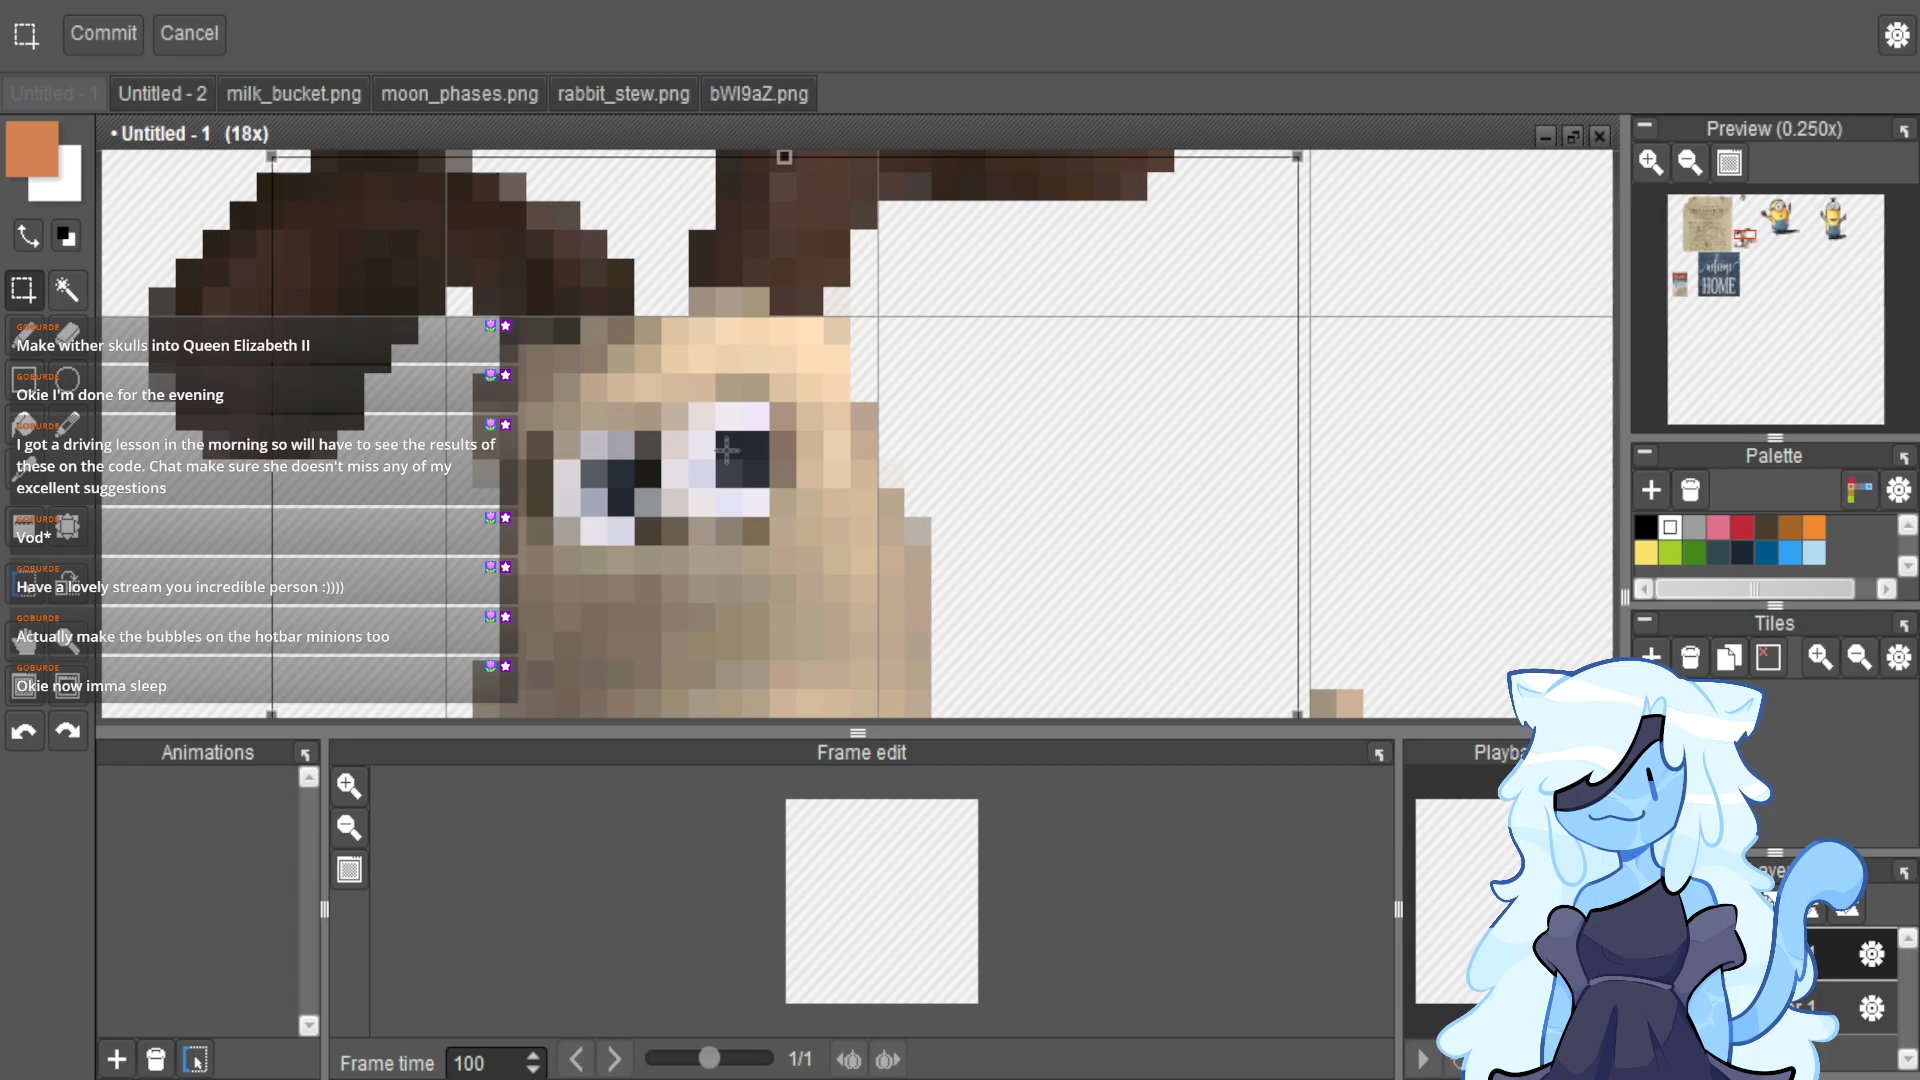 Commit Cancel
Untitled - 1 Untitled - 2 milk_bucket.png moon_phases.png rabbit_stew.png bWI9aZ.png
• Untitled - 1 (18x)
Preview (0.250x)
HOME
Palette
GOBURDE
Make wither skulls into Queen Elizabeth II
GOBURDE
Okie I'm done for the evening
GOBURDE
I got a driving lesson in the morning so will have to see the results of
these on the code. Chat make sure she doesn't miss any of my
excellent suggestions
GOBURDE
Vod*
GOBURDE
Have a lovely stream you incredible person :))))
GOBURDE
Actually make the bubbles on the hotbar minions too
GOBURDE
Okie now imma sleep
Tiles
Animations
Frame edit
Frame time 100
1/1